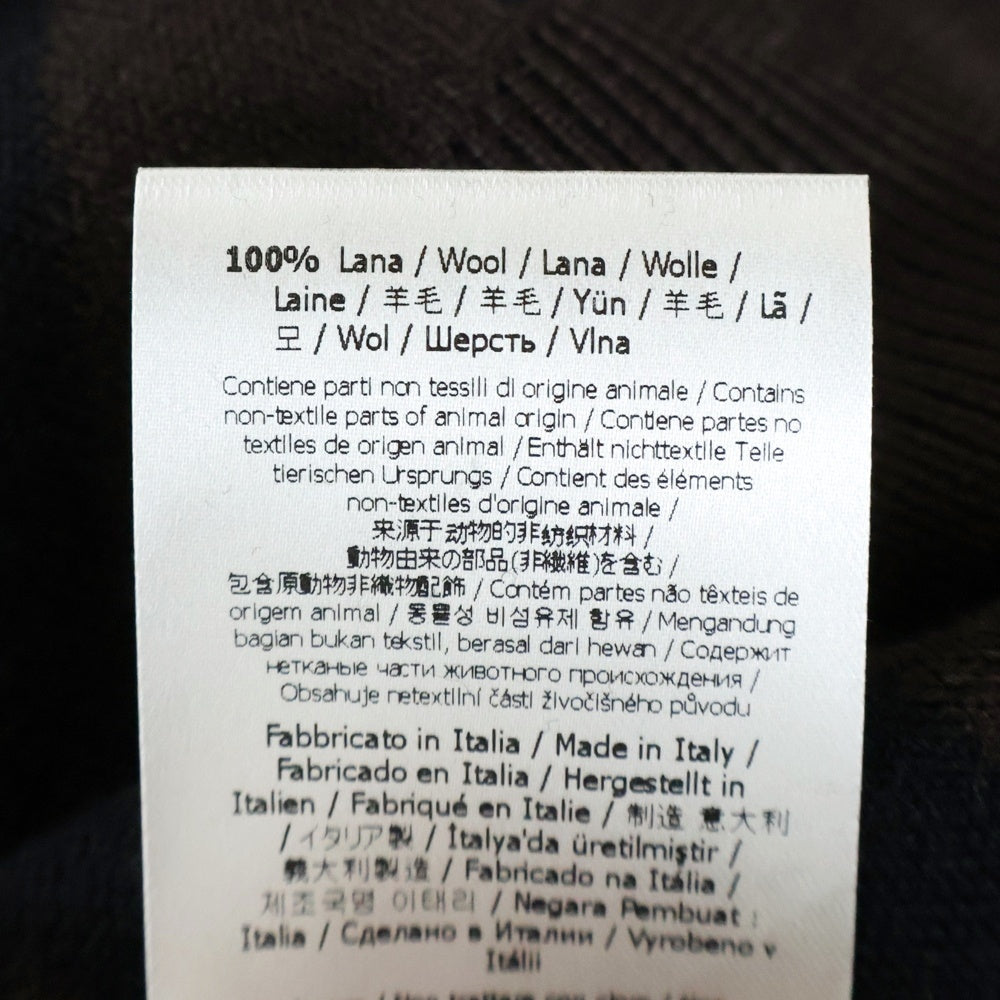 100% Lana / Wool / Lana / Wolle /
Laine / 羊毛 / 羊毛 / Yün / 羊毛 / Lã /
모 / Wol / Шерсть / Vlna
Contiene parti non tessili di origine animale / Contains
non-textile parts of animal origin / Contiene partes no
textiles de origen animal / Enthält nichttextile Teile
tierischen Ursprungs / Contient des éléments
non-textiles d'origine animale /
来源于动物的非纺织材料 /
動物由来の部品(非繊維)を含む /
包含原動物非織物配飾 / Contém partes não têxteis de
origem animal / 동물성 비섬유제 함유 / Mengandung
bagian bukan tekstil, berasal dari hewan / Содержит
нетканые части животного происхождения /
Obsahuje netextilní části živočišného původu
Fabbricato in Italia / Made in Italy /
Fabricado en Italia / Hergestellt in
Italien / Fabriqué en Italie / 制造 意大利
/ イタリア製 / İtalya'da üretilmiştir /
義大利製造 / Fabricado na Itália /
제조국명 이태리 / Negara Pembuat :
Italia / Сделано в Италии / Vyrobeno v
Itálii